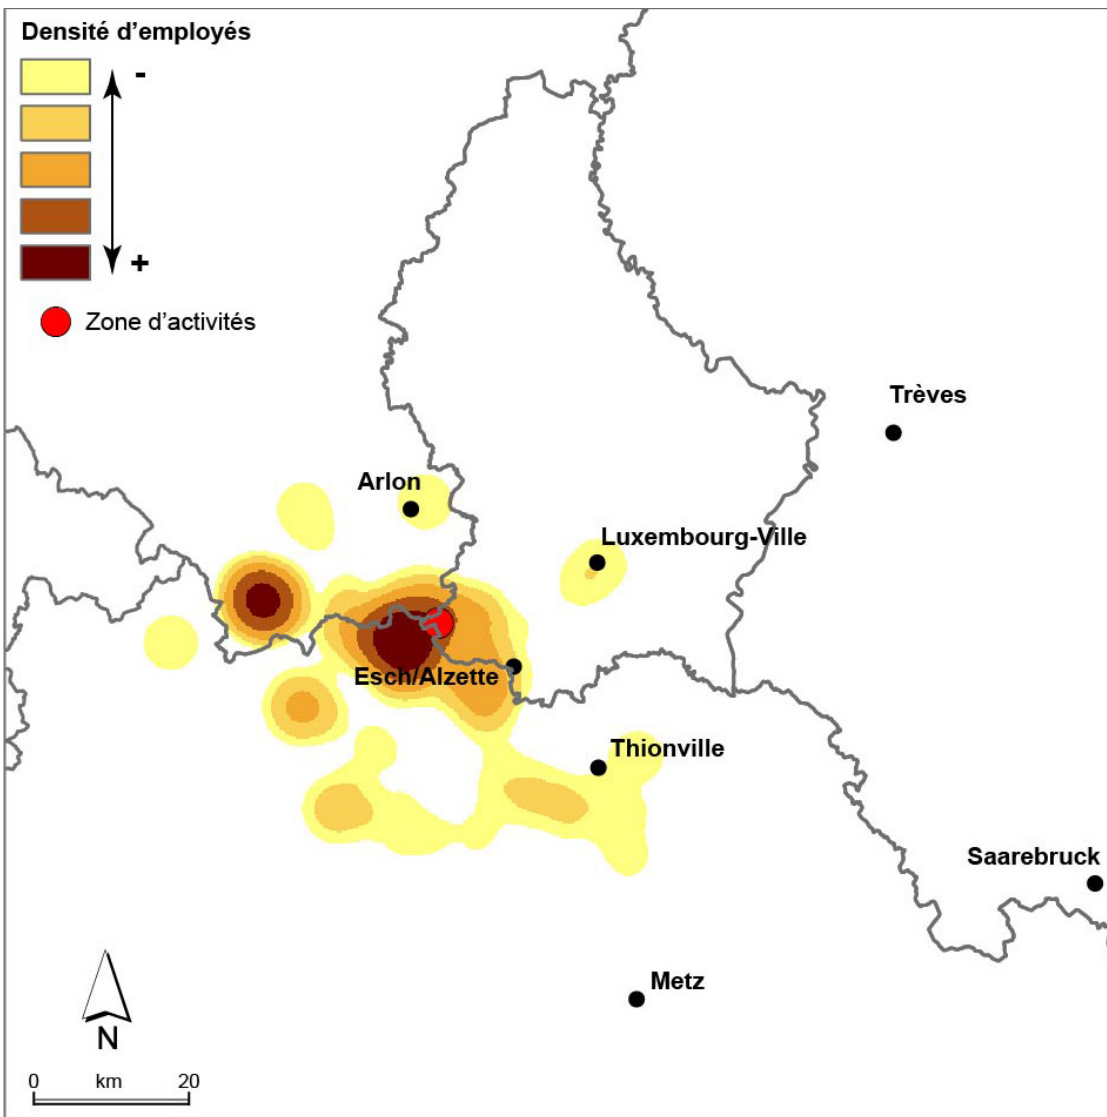 Densité d’employés
-
+
Zone d’activités
Trèves
Arlon
Luxembourg-Ville
Esch/Alzette
Thionville
Saarebruck
Metz
N
0 km 20